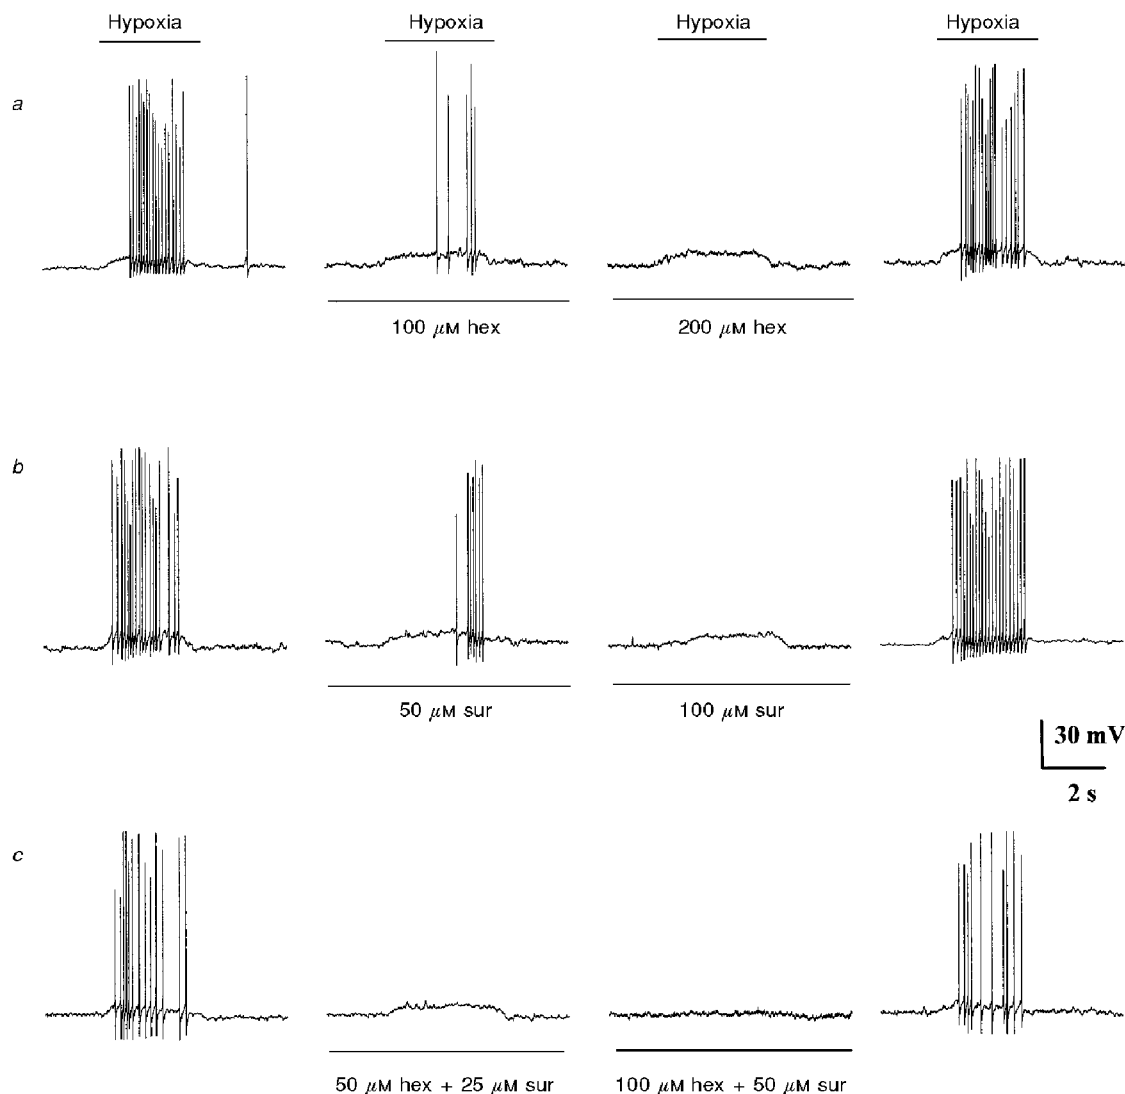 Hypoxia Hypoxia Hypoxia Hypoxia
a
100 μM hex 200 μM hex
b
50 μM sur 100 μM sur
30 mV
2 s
c
50 μM hex + 25 μM sur 100 μM hex + 50 μM sur